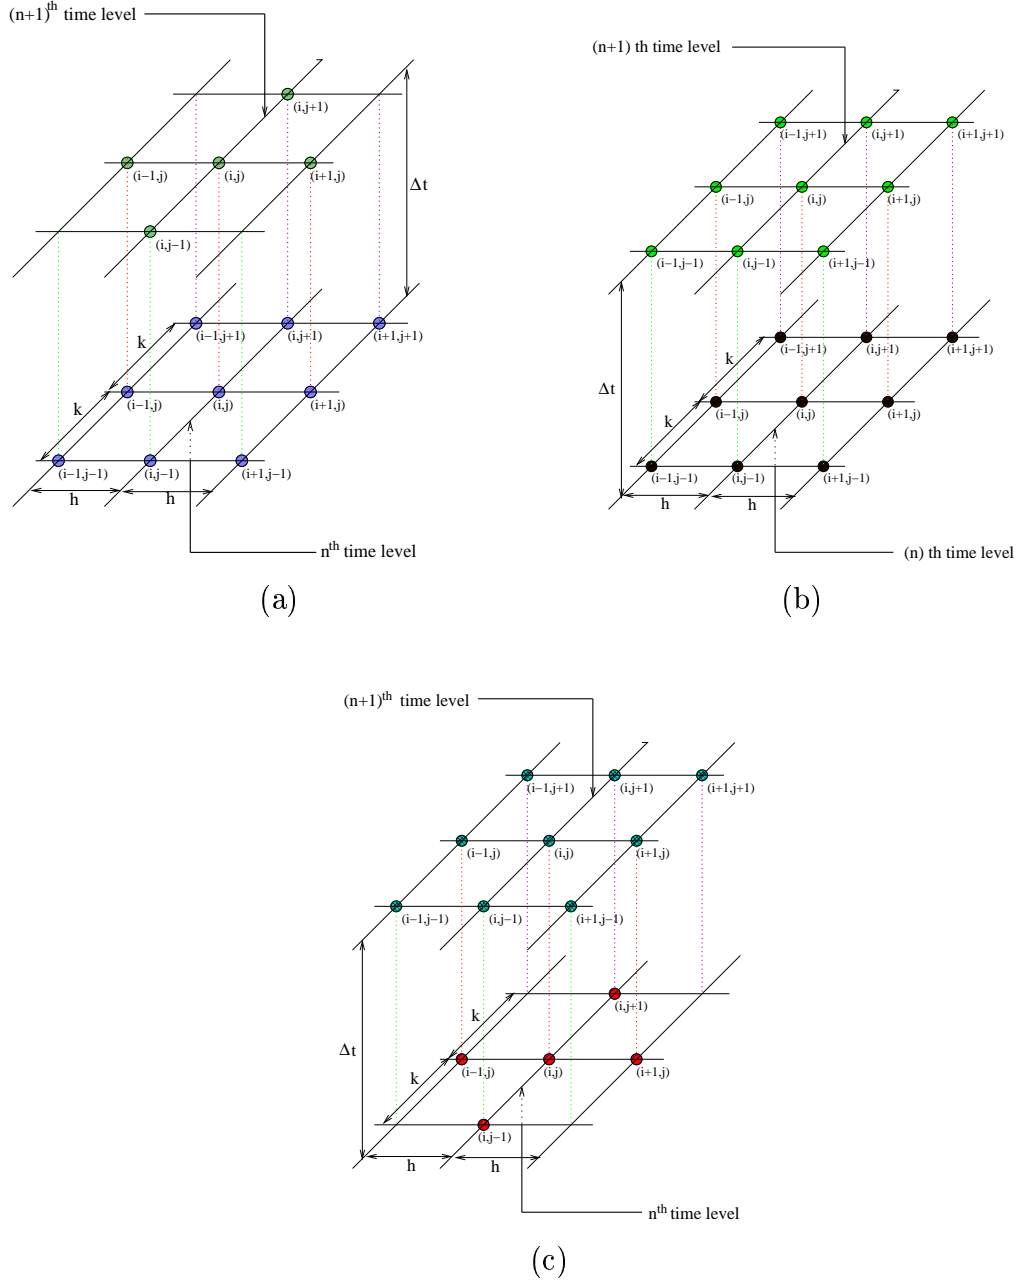 (n+1)th time level
(i,j+1)
(i−1,j)
(i,j)
(i+1,j)
Δt
(i,j−1)
k
(i−1,j+1)
(i,j+1)
(i+1,j+1)
k
(i−1,j)
(i,j)
(i+1,j)
(i−1,j−1)
(i,j−1)
(i+1,j−1)
h
h
nth time level
(a)
(n+1) th time level
(i−1,j+1)
(i,j+1)
(i+1,j+1)
(i−1,j)
(i,j)
(i+1,j)
(i−1,j−1)
(i,j−1)
(i+1,j−1)
Δt
k
(i−1,j+1)
(i,j+1)
(i+1,j+1)
k
(i−1,j)
(i,j)
(i+1,j)
(i−1,j−1)
(i,j−1)
(i+1,j−1)
h
h
(n) th time level
(b)
(n+1)th time level
(i−1,j+1)
(i,j+1)
(i+1,j+1)
(i−1,j)
(i,j)
(i+1,j)
(i−1,j−1)
(i,j−1)
(i+1,j−1)
Δt
k
(i,j+1)
k
(i−1,j)
(i,j)
(i+1,j)
(i,j−1)
h
h
nth time level
(c)